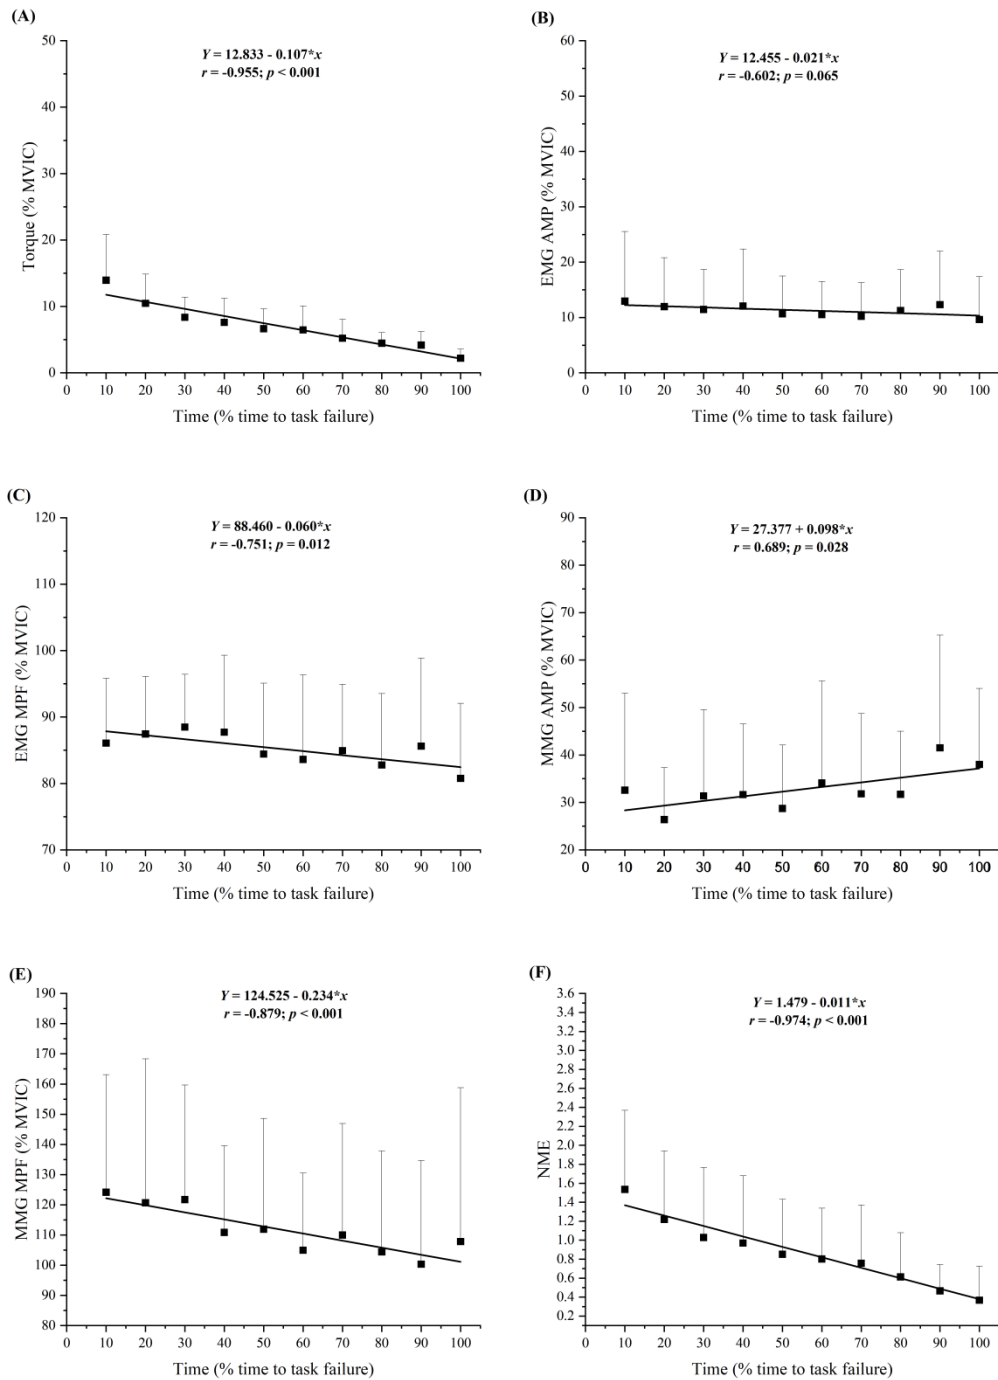 (A)
Y = 12.833 - 0.107*x
r = -0.955; p < 0.001
Torque (% MVIC)
50
40
30
20
10
0
0 10 20 30 40 50 60 70 80 90 100
Time (% time to task failure)
(B)
Y = 12.455 - 0.021*x
r = -0.602; p = 0.065
EMG AMP (% MVIC)
60
50
40
30
20
10
0
0 10 20 30 40 50 60 70 80 90 100
Time (% time to task failure)
(C)
Y = 88.460 - 0.060*x
r = -0.751; p = 0.012
EMG MPF (% MVIC)
120
110
100
90
80
70
0 10 20 30 40 50 60 70 80 90 100
Time (% time to task failure)
(D)
Y = 27.377 + 0.098*x
r = 0.689; p = 0.028
MMG AMP (% MVIC)
90
80
70
60
50
40
30
20
0 10 20 30 40 50 60 70 80 90 100
Time (% time to task failure)
(E)
Y = 124.525 - 0.234*x
r = -0.879; p < 0.001
MMG MPF (% MVIC)
190
180
170
160
150
140
130
120
110
100
90
80
0 10 20 30 40 50 60 70 80 90 100
Time (% time to task failure)
(F)
Y = 1.479 - 0.011*x
r = -0.974; p < 0.001
NME
3.6
3.4
3.2
3.0
2.8
2.6
2.4
2.2
2.0
1.8
1.6
1.4
1.2
1.0
0.8
0.6
0.4
0.2
0 10 20 30 40 50 60 70 80 90 100
Time (% time to task failure)